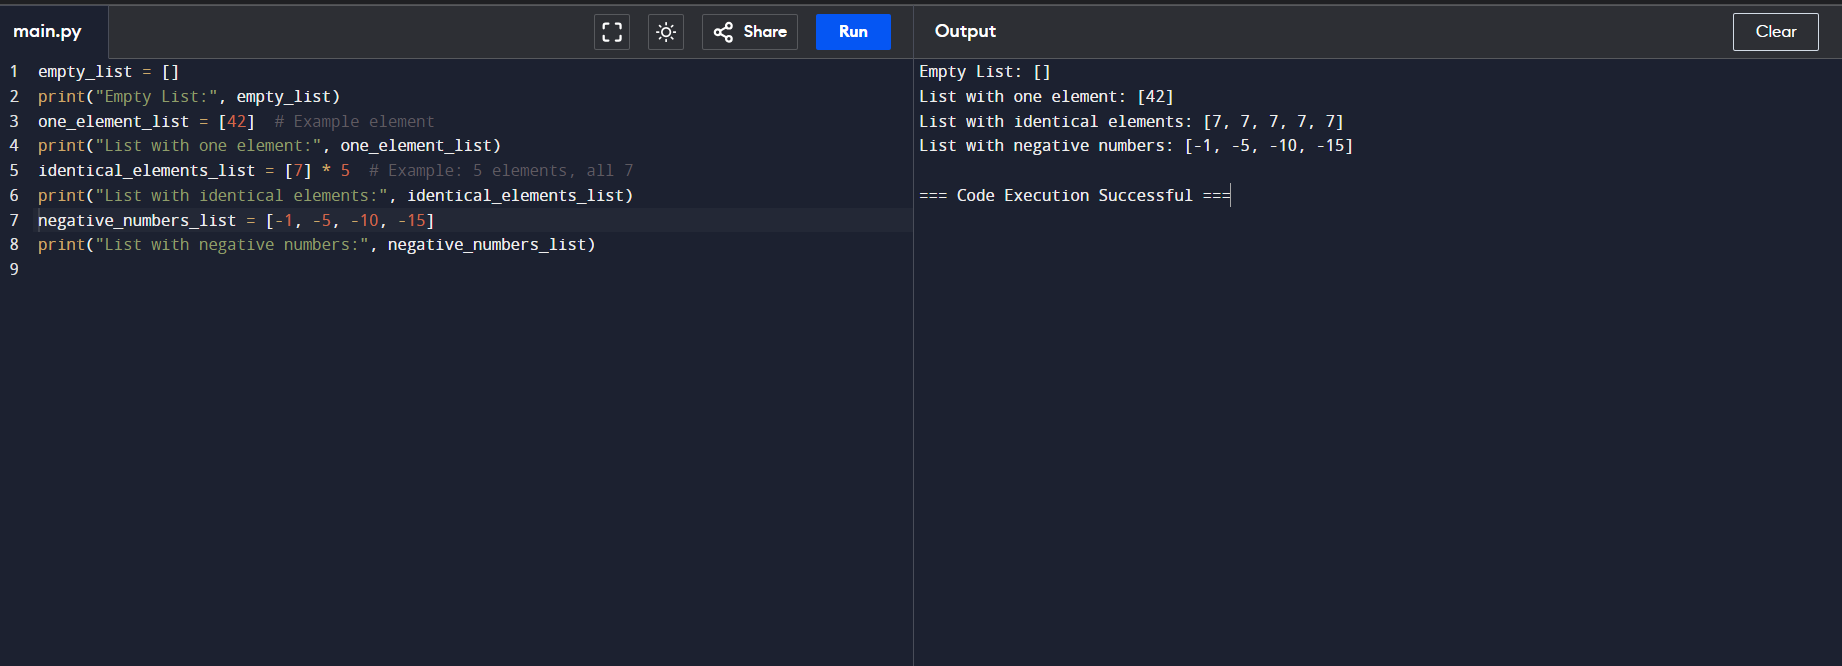 main.py
Share
Run
Output
Clear
1 empty_list = []
2 print("Empty List:", empty_list)
3 one_element_list = [42]  # Example element
4 print("List with one element:", one_element_list)
5 identical_elements_list = [7] * 5  # Example: 5 elements, all 7
6 print("List with identical elements:", identical_elements_list)
7 negative_numbers_list = [-1, -5, -10, -15]
8 print("List with negative numbers:", negative_numbers_list)
9
Empty List: []
List with one element: [42]
List with identical elements: [7, 7, 7, 7, 7]
List with negative numbers: [-1, -5, -10, -15]
=== Code Execution Successful ===